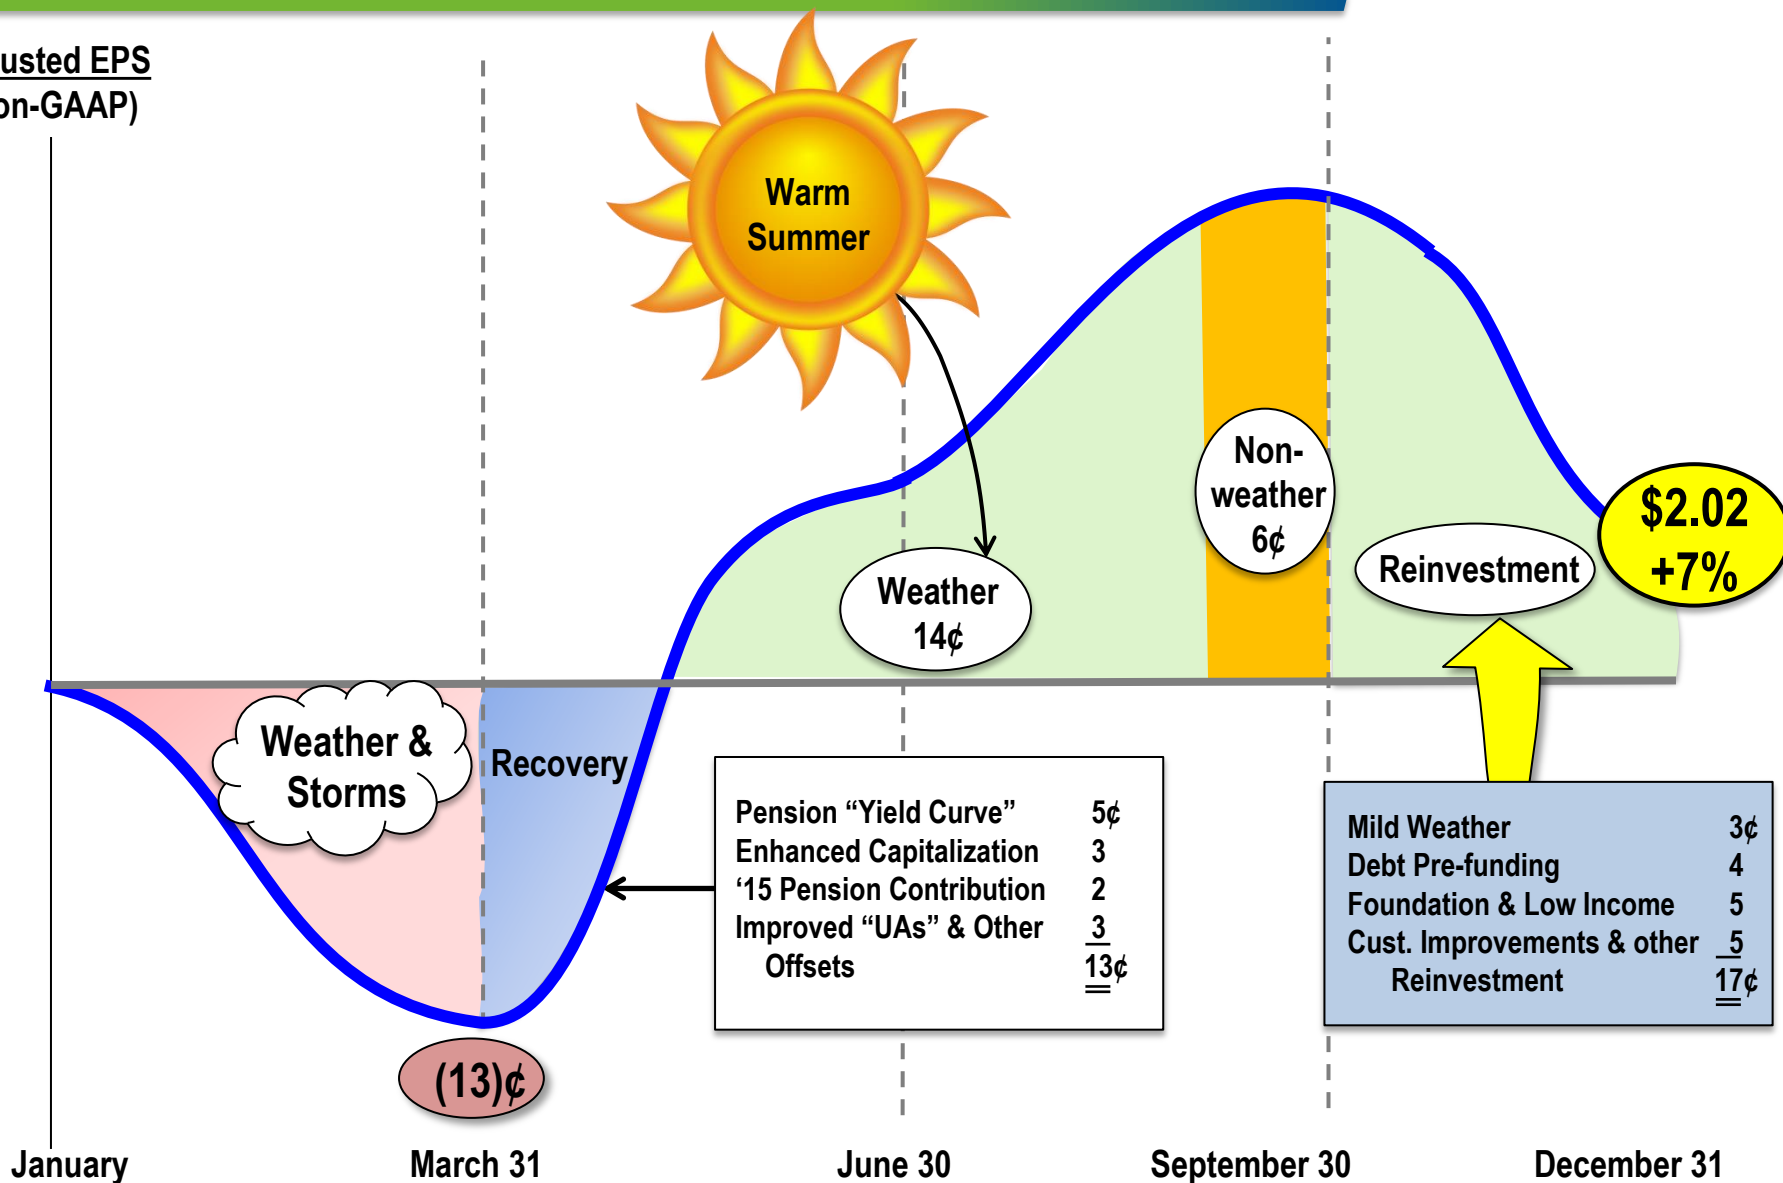 usted EPS
on-GAAP)
Warm
Summer
Non-
weather
6¢
$2.02
+7%
Reinvestment
Weather
14¢
Weather &
Storms
Recovery
Pension “Yield Curve” 5¢
Enhanced Capitalization 3
‘15 Pension Contribution 2
Improved “UAs” & Other 3
Offsets 13¢
Mild Weather 3¢
Debt Pre-funding 4
Foundation & Low Income 5
Cust. Improvements & other 5
Reinvestment 17¢
(13)¢
January March 31 June 30 September 30 December 31